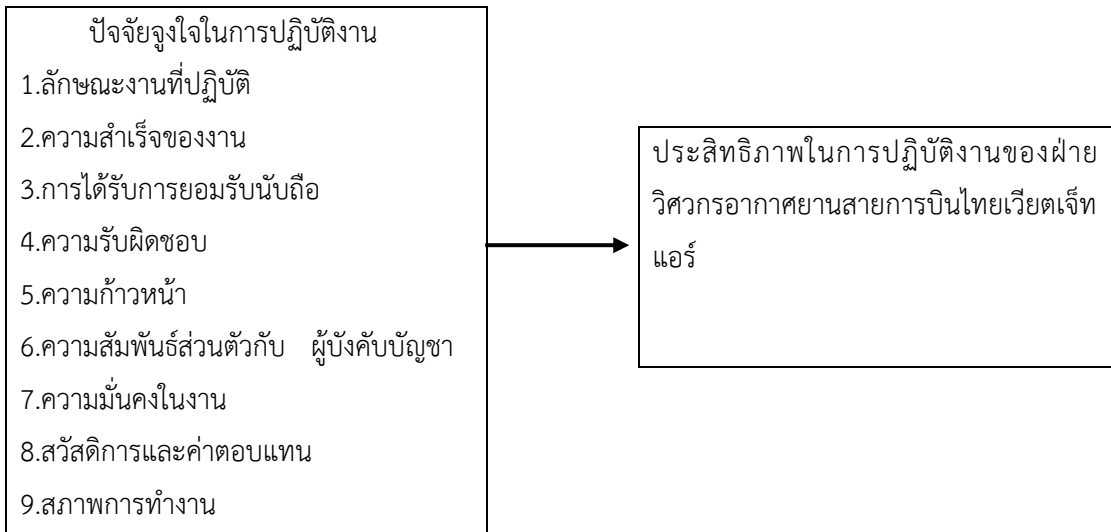 ปัจจัยจูงใจในการปฏิบัติงาน
1.ลักษณะงานที่ปฏิบัติ
2.ความสำเร็จของงาน
3.การได้รับการยอมรับนับถือ
4.ความรับผิดชอบ
5.ความก้าวหน้า
6.ความสัมพันธ์ส่วนตัวกับ ผู้บังคับบัญชา
7.ความมั่นคงในงาน
8.สวัสดิการและค่าตอบแทน
9.สภาพการทำงาน
ประสิทธิภาพในการปฏิบัติงานของฝ่าย
วิศวกรอากาศยานสายการบินไทยเวียตเจ็ท
แอร์